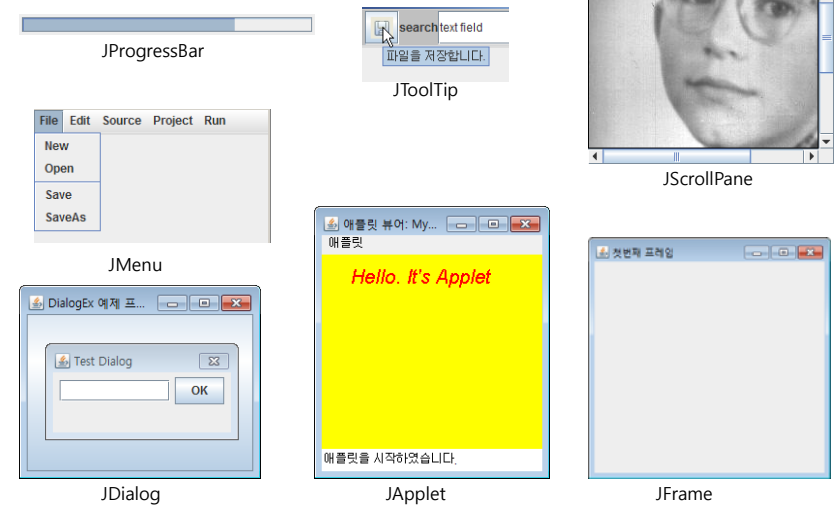 search text field
파일을 저장합니다.
JProgressBar
JToolTip
File Edit Source Project Run
New
Open
Save
SaveAs
JScrollPane
JMenu
애플릿 뷰어: My...
애플릿
Hello. It's Applet
애플릿을 시작하였습니다.
첫번째 프레임
DialogEx 예제 프...
Test Dialog
OK
JDialog
JApplet
JFrame